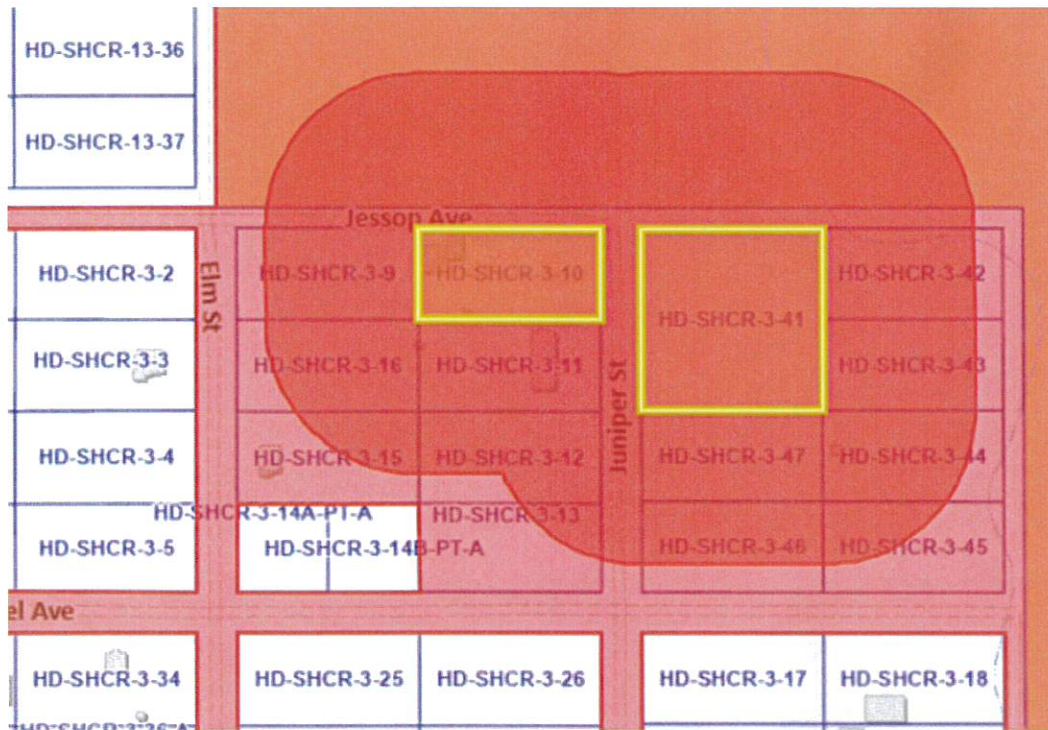 HD-SHCR-13-36
HD-SHCR-13-37
Jessop Ave
Elm St
HD-SHCR-3-2
HD-SHCR-3-9
HD-SHCR-3-10
HD-SHCR-3-41
HD-SHCR-3-42
HD-SHCR-3-3
HD-SHCR-3-16
HD-SHCR-3-11
Juniper St
HD-SHCR-3-43
HD-SHCR-3-4
HD-SHCR-3-15
HD-SHCR-3-12
HD-SHCR-3-47
HD-SHCR-3-44
HD-SHCR-3-14A-PT-A
HD-SHCR-3-13
HD-SHCR-3-5
HD-SHCR-3-14B-PT-A
HD-SHCR-3-46
HD-SHCR-3-45
el Ave
HD-SHCR-3-34
HD-SHCR-3-25
HD-SHCR-3-26
HD-SHCR-3-17
HD-SHCR-3-18